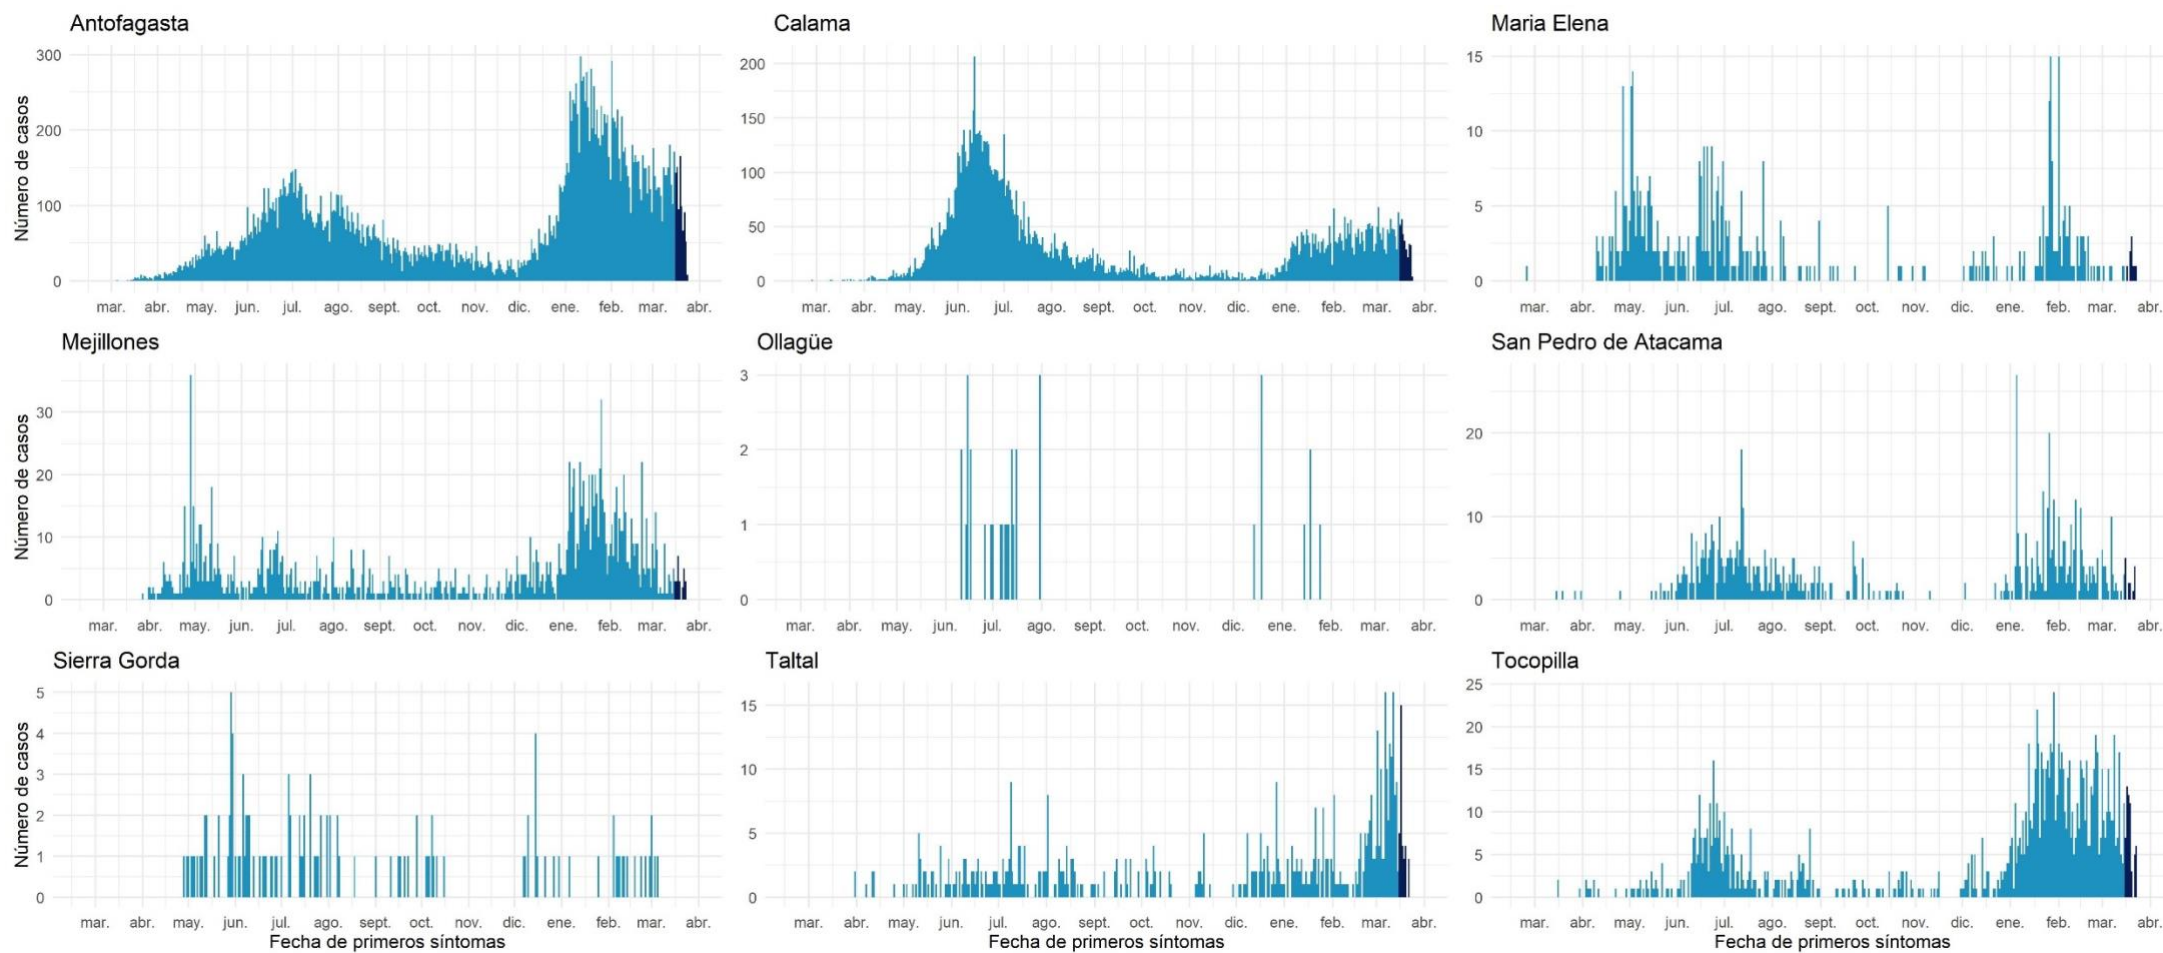 Antofagasta
Número de casos
300
200
100
0
mar. abr. may. jun. jul. ago. sept. oct. nov. dic. ene. feb. mar. abr.
Calama
200
150
100
50
0
mar. abr. may. jun. jul. ago. sept. oct. nov. dic. ene. feb. mar. abr.
Maria Elena
15
10
5
0
mar. abr. may. jun. jul. ago. sept. oct. nov. dic. ene. feb. mar. abr.
Mejillones
Número de casos
30
20
10
0
mar. abr. may. jun. jul. ago. sept. oct. nov. dic. ene. feb. mar. abr.
Ollagüe
3
2
1
0
mar. abr. may. jun. jul. ago. sept. oct. nov. dic. ene. feb. mar. abr.
San Pedro de Atacama
20
10
0
mar. abr. may. jun. jul. ago. sept. oct. nov. dic. ene. feb. mar. abr.
Sierra Gorda
Número de casos
5
4
3
2
1
0
mar. abr. may. jun. jul. ago. sept. oct. nov. dic. ene. feb. mar. abr.
Fecha de primeros síntomas
Taltal
15
10
5
0
mar. abr. may. jun. jul. ago. sept. oct. nov. dic. ene. feb. mar. abr.
Fecha de primeros síntomas
Tocopilla
25
20
15
10
5
0
mar. abr. may. jun. jul. ago. sept. oct. nov. dic. ene. feb. mar. abr.
Fecha de primeros síntomas